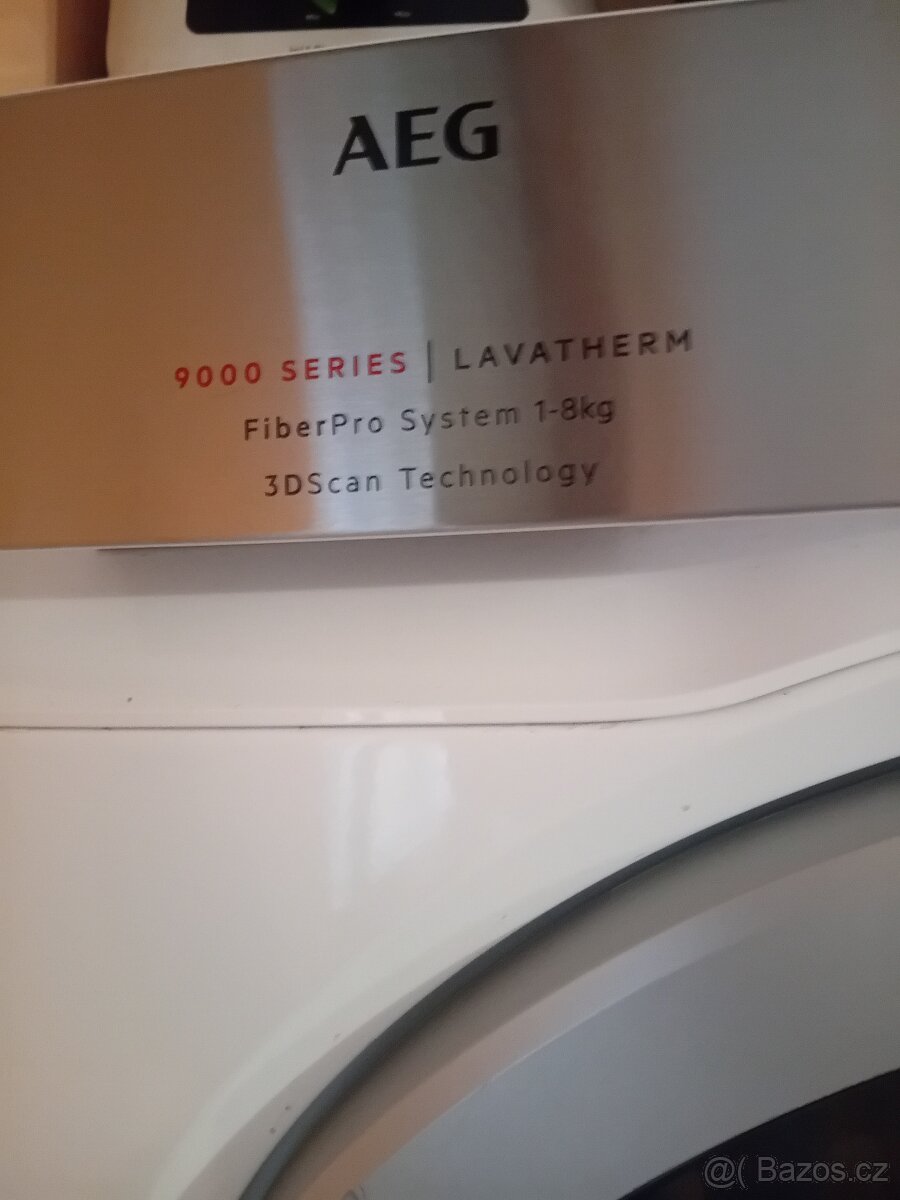 AEG
9000 SERIES | LAVATHERM
FiberPro System 1-8kg
3DScan Technology
@( Bazos.cz